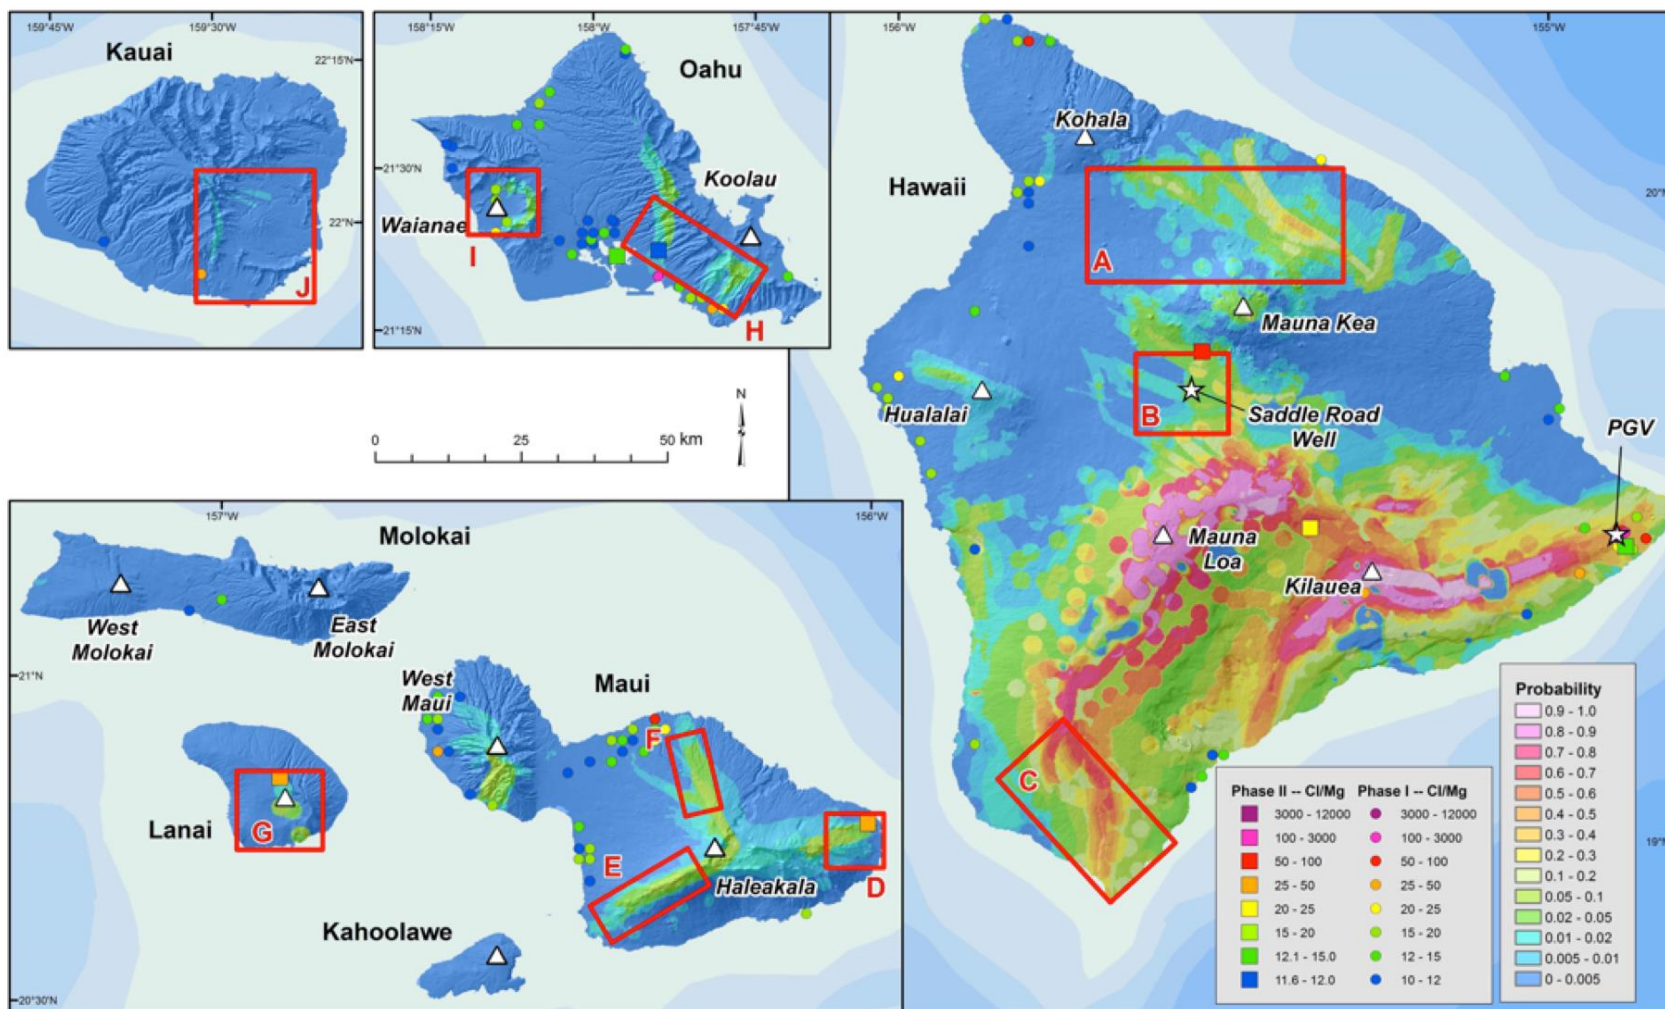 159°45'W
159°30'W
Kauai
22°15'N
22°N
J
158°15'W
158°W
157°45'W
Oahu
21°30'N
Koolau
Waianae
I
H
21°15'N
156°W
155°W
Kohala
Hawaii
20°N
A
Mauna Kea
Hualalai
B
Saddle Road
Well
PGV
Mauna
Loa
Kilauea
C
19°N
N
0 25 50 km
157°W
156°W
Molokai
West
Molokai
East
Molokai
21°N
West
Maui
Maui
F
Lanai
G
E
Haleakala
D
Kahoolawe
20°30'N
Phase II -- Cl/Mg
3000 - 12000
100 - 3000
50 - 100
25 - 50
20 - 25
15 - 20
12.1 - 15.0
11.6 - 12.0
Phase I -- Cl/Mg
3000 - 12000
100 - 3000
50 - 100
25 - 50
20 - 25
15 - 20
12 - 15
10 - 12
Probability
0.9 - 1.0
0.8 - 0.9
0.7 - 0.8
0.6 - 0.7
0.5 - 0.6
0.4 - 0.5
0.3 - 0.4
0.2 - 0.3
0.1 - 0.2
0.05 - 0.1
0.02 - 0.05
0.01 - 0.02
0.005 - 0.01
0 - 0.005